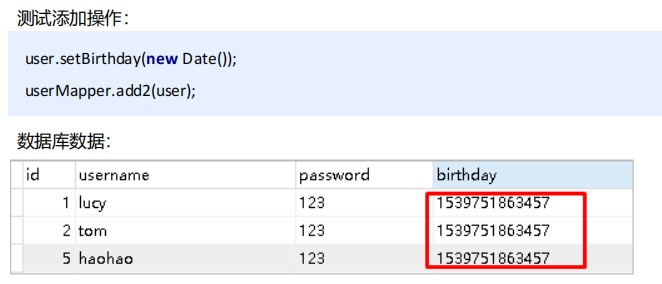 测试添加操作：
user.setBirthday(new Date());
userMapper.add2(user);
数据库数据：
id username password birthday
1 lucy 123 1539751863457
2 tom 123 1539751863457
5 haohao 123 1539751863457